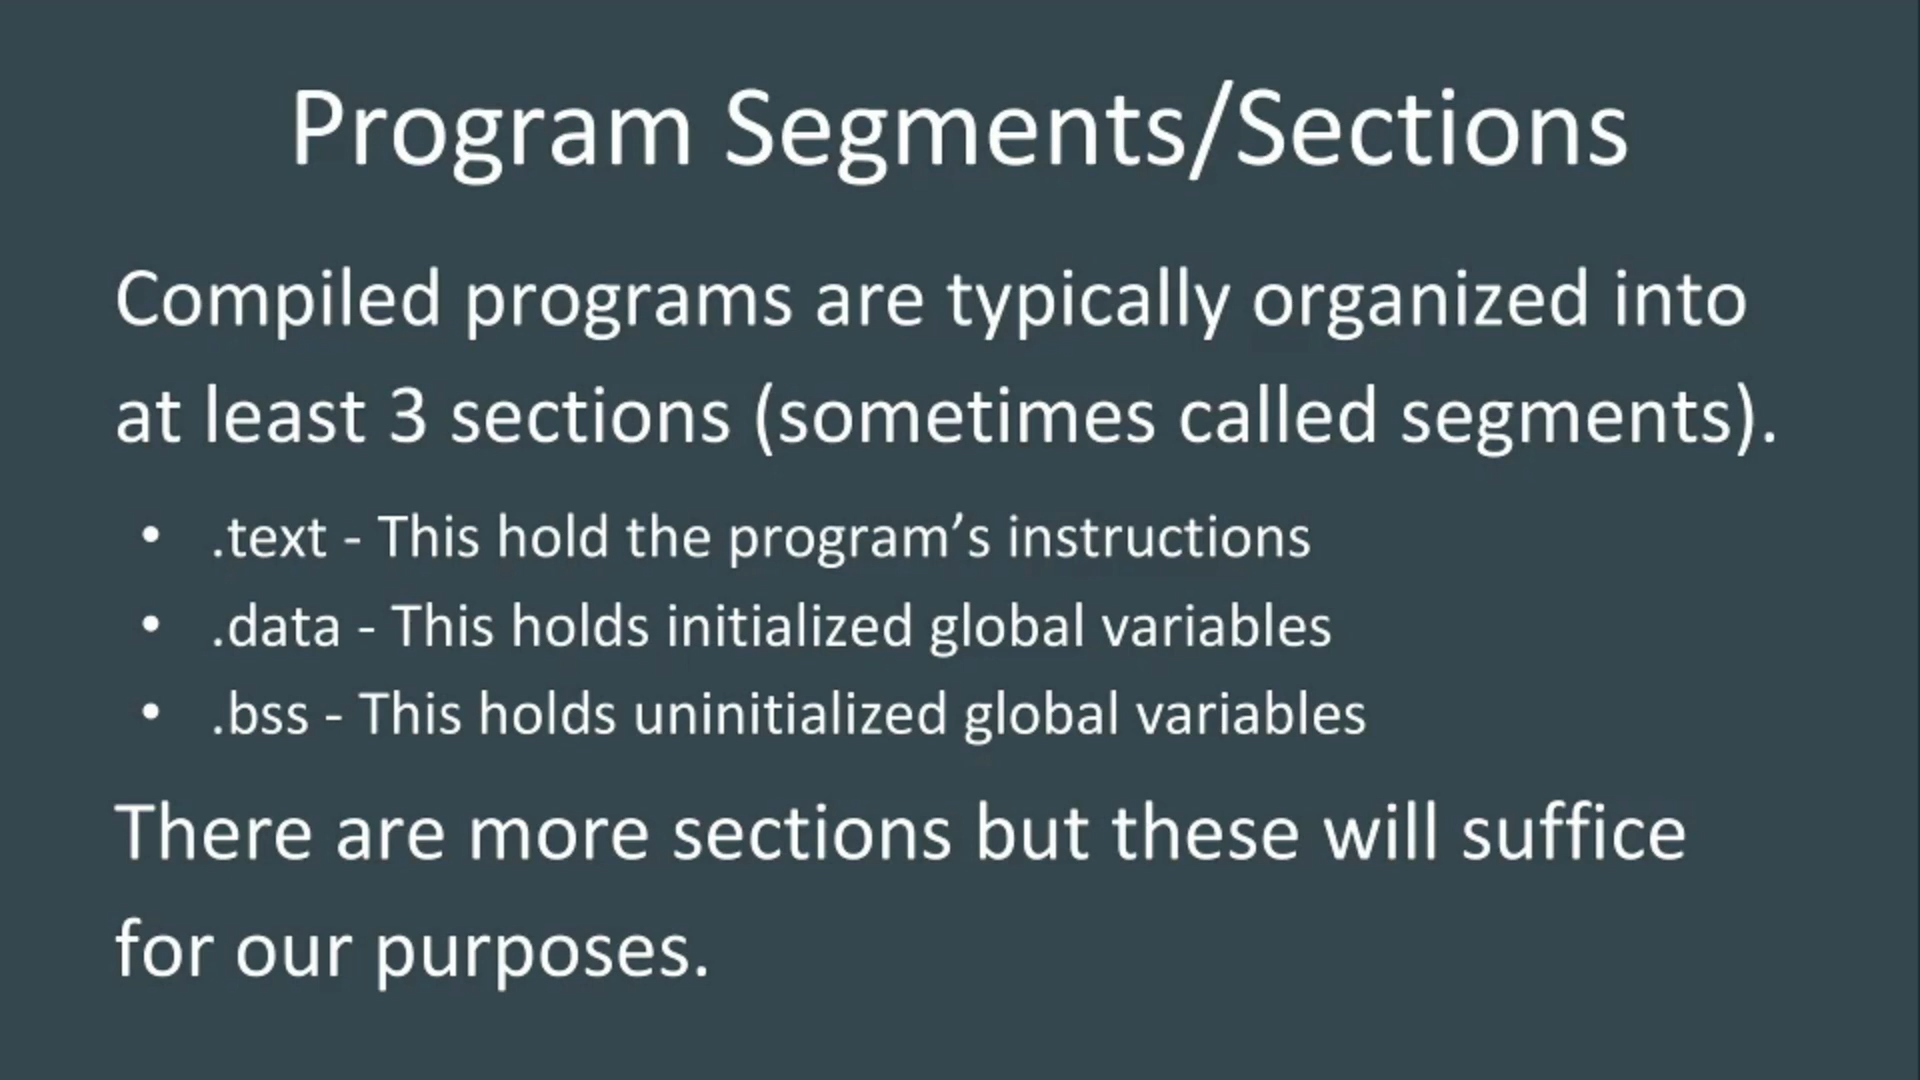 Program Segments/Sections
Compiled programs are typically organized into
at least 3 sections (sometimes called segments).
• .text - This hold the program’s instructions
• .data - This holds initialized global variables
• .bss - This holds uninitialized global variables
There are more sections but these will suffice
for our purposes.